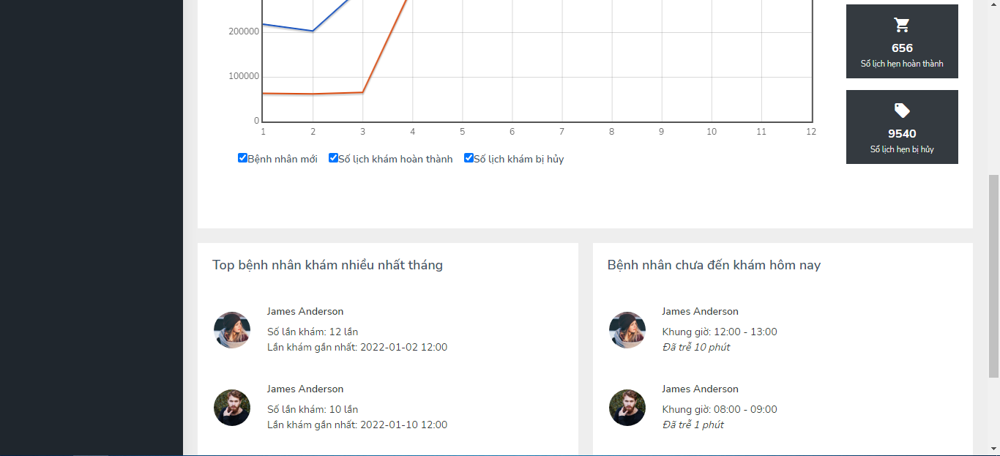 200000
100000
0
1 2 3 4 5 6 7 8 9 10 11 12
Bệnh nhân mới Số lịch khám hoàn thành Số lịch khám bị hủy
656
Số lịch hẹn hoàn thành
9540
Số lịch hẹn bị hủy
Top bệnh nhân khám nhiều nhất tháng
James Anderson
Số lần khám: 12 lần
Lần khám gần nhất: 2022-01-02 12:00
James Anderson
Số lần khám: 10 lần
Lần khám gần nhất: 2022-01-10 12:00
Bệnh nhân chưa đến khám hôm nay
James Anderson
Khung giờ: 12:00 - 13:00
Đã trễ 10 phút
James Anderson
Khung giờ: 08:00 - 09:00
Đã trễ 1 phút